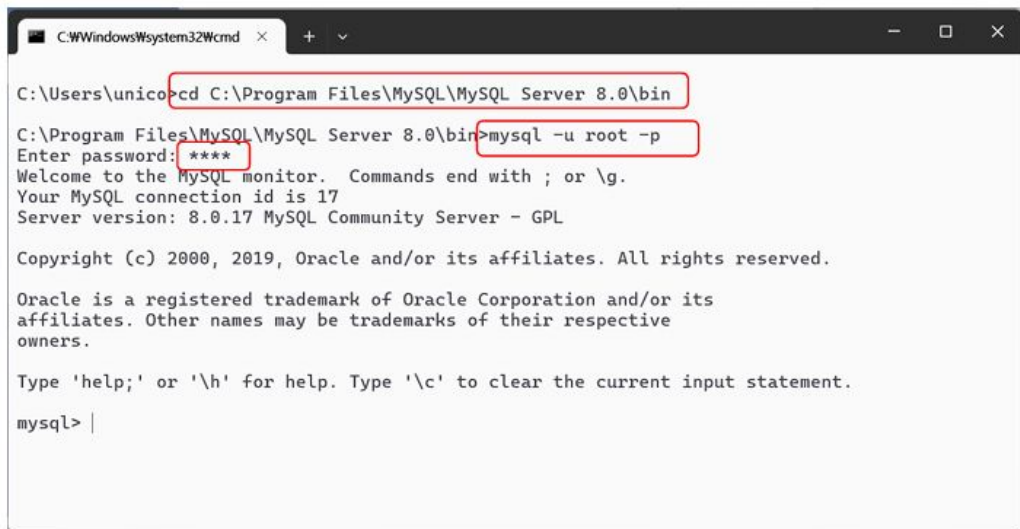 C:₩Windows₩system32₩cmd
C:\Users\unico>cd C:\Program Files\MySQL\MySQL Server 8.0\bin
C:\Program Files\MySQL\MySQL Server 8.0\bin>mysql -u root -p
Enter password: ****
Welcome to the MySQL monitor.  Commands end with ; or \g.
Your MySQL connection id is 17
Server version: 8.0.17 MySQL Community Server - GPL
Copyright (c) 2000, 2019, Oracle and/or its affiliates. All rights reserved.
Oracle is a registered trademark of Oracle Corporation and/or its
affiliates. Other names may be trademarks of their respective
owners.
Type 'help;' or '\h' for help. Type '\c' to clear the current input statement.
mysql>